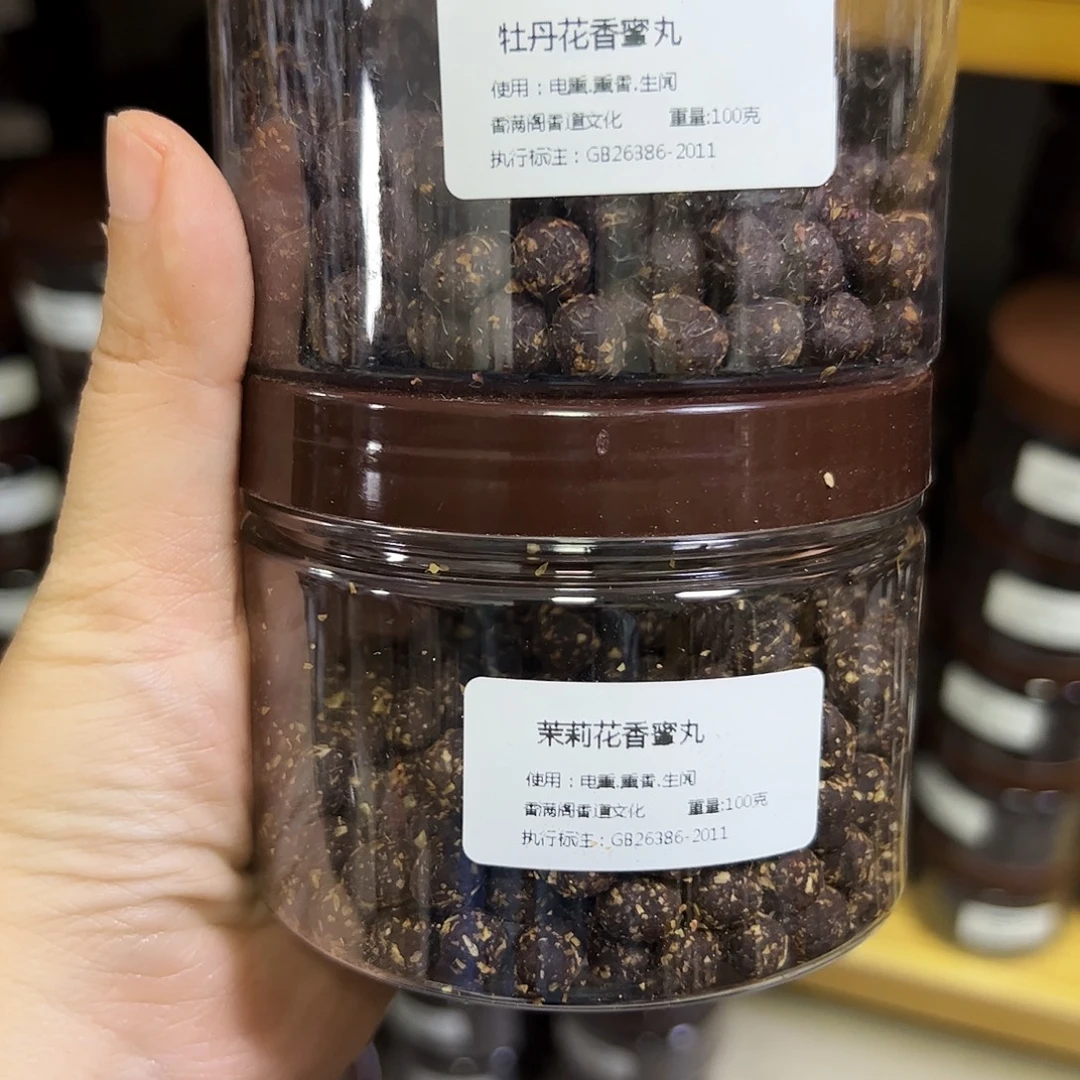 牡丹花香蜜丸
使用：电熏.熏香.生闻
香满阁香道文化 重量:100克
执行标注：GB26386-2011
茉莉花香蜜丸
使用：电熏.熏香.生闻
香满阁香道文化 重量:100克
执行标注：GB26386-2011